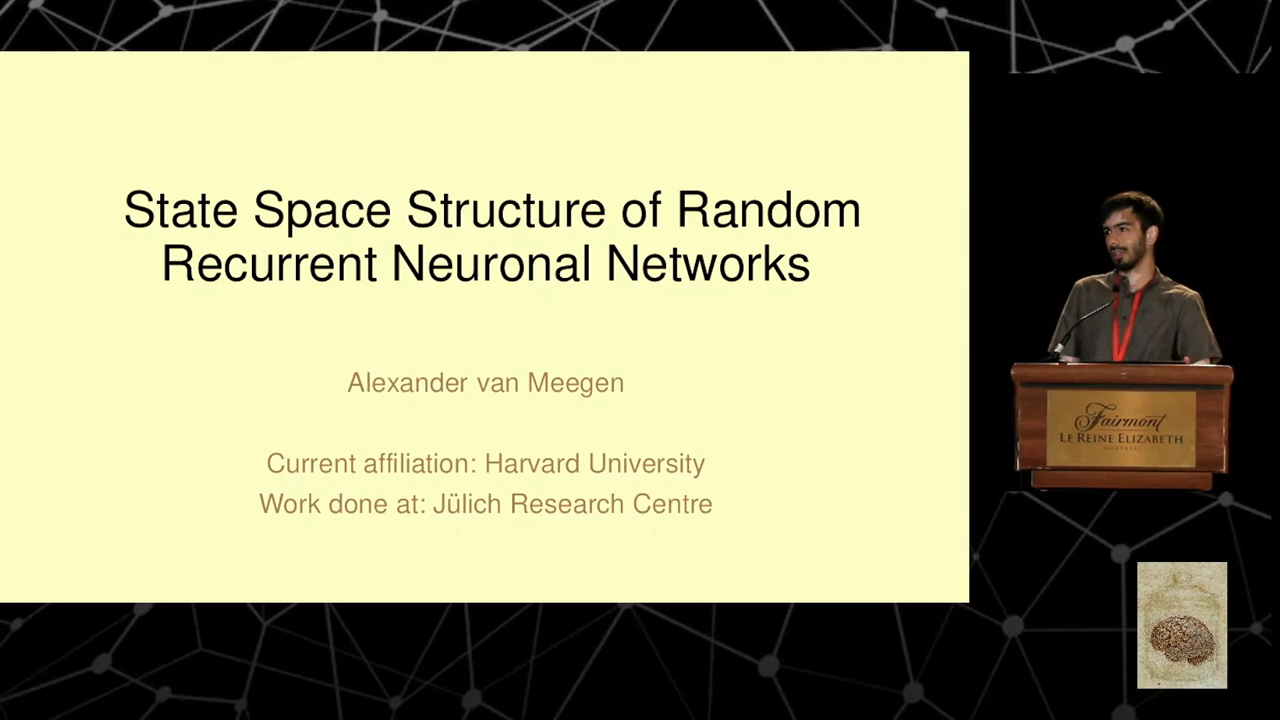 State Space Structure of Random
Recurrent Neuronal Networks
Alexander van Meegen
Current affiliation: Harvard University
Work done at: Jülich Research Centre
Fairmont
LE REINE ELIZABETH
MONTREAL